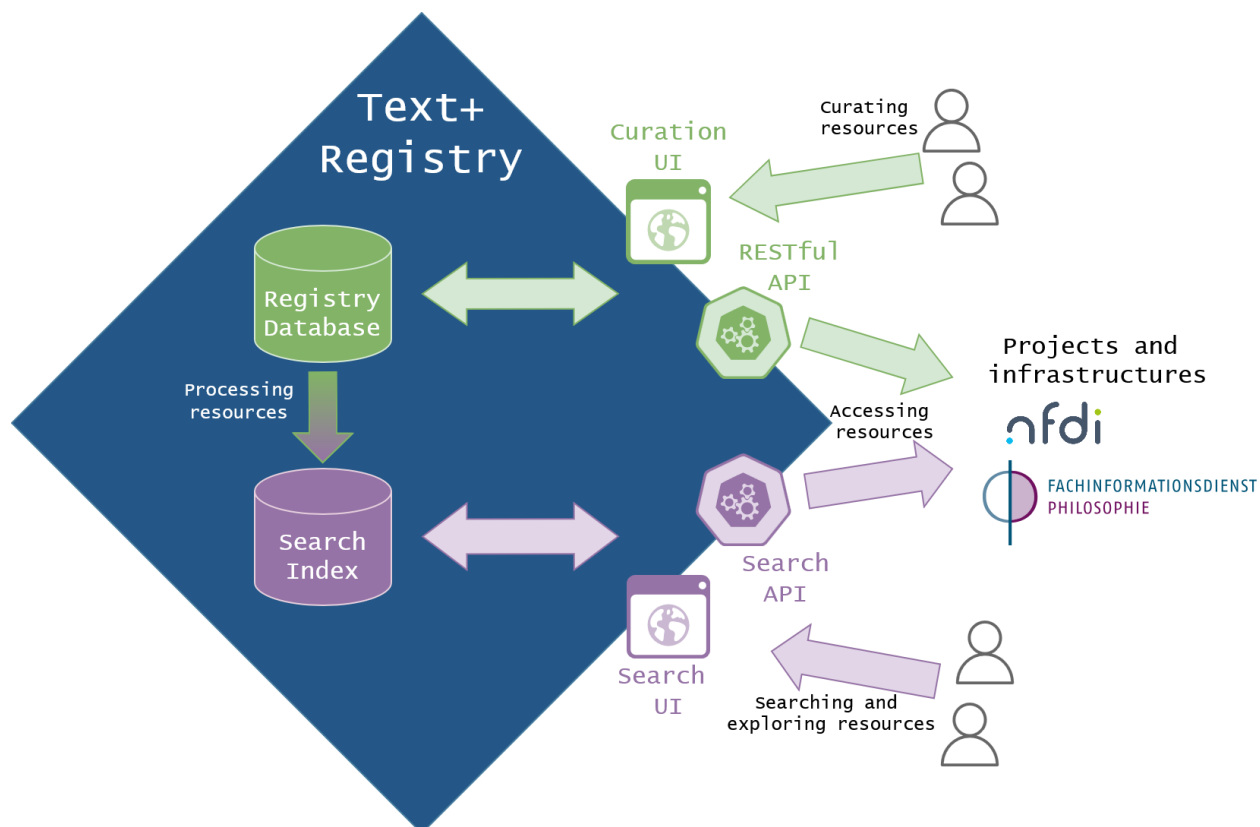 Text+
Registry
Curating
resources
Curation
UI
RESTful
API
Registry
Database
Processing
resources
Projects and
infrastructures
Accessing
resources
nfdi
FACHINFORMATIONSDIENST
PHILOSOPHIE
Search
Index
Search
API
Search
UI
Searching and
exploring resources